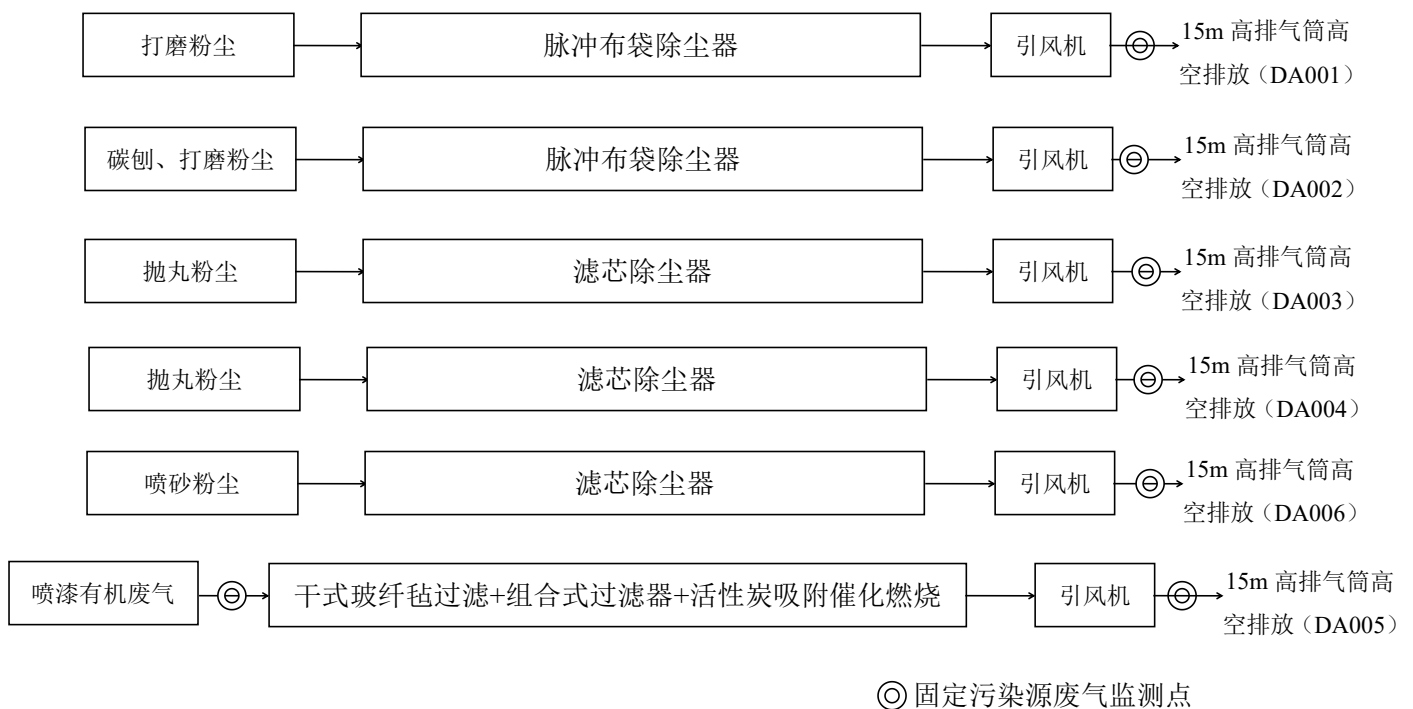 打磨粉尘
脉冲布袋除尘器
引风机
15m 高排气筒高
空排放（DA001）
碳刨、打磨粉尘
脉冲布袋除尘器
引风机
15m 高排气筒高
空排放（DA002）
抛丸粉尘
滤芯除尘器
引风机
15m 高排气筒高
空排放（DA003）
抛丸粉尘
滤芯除尘器
引风机
15m 高排气筒高
空排放（DA004）
喷砂粉尘
滤芯除尘器
引风机
15m 高排气筒高
空排放（DA006）
喷漆有机废气
干式玻纤毡过滤+组合式过滤器+活性炭吸附催化燃烧
引风机
15m 高排气筒高
空排放（DA005）
固定污染源废气监测点